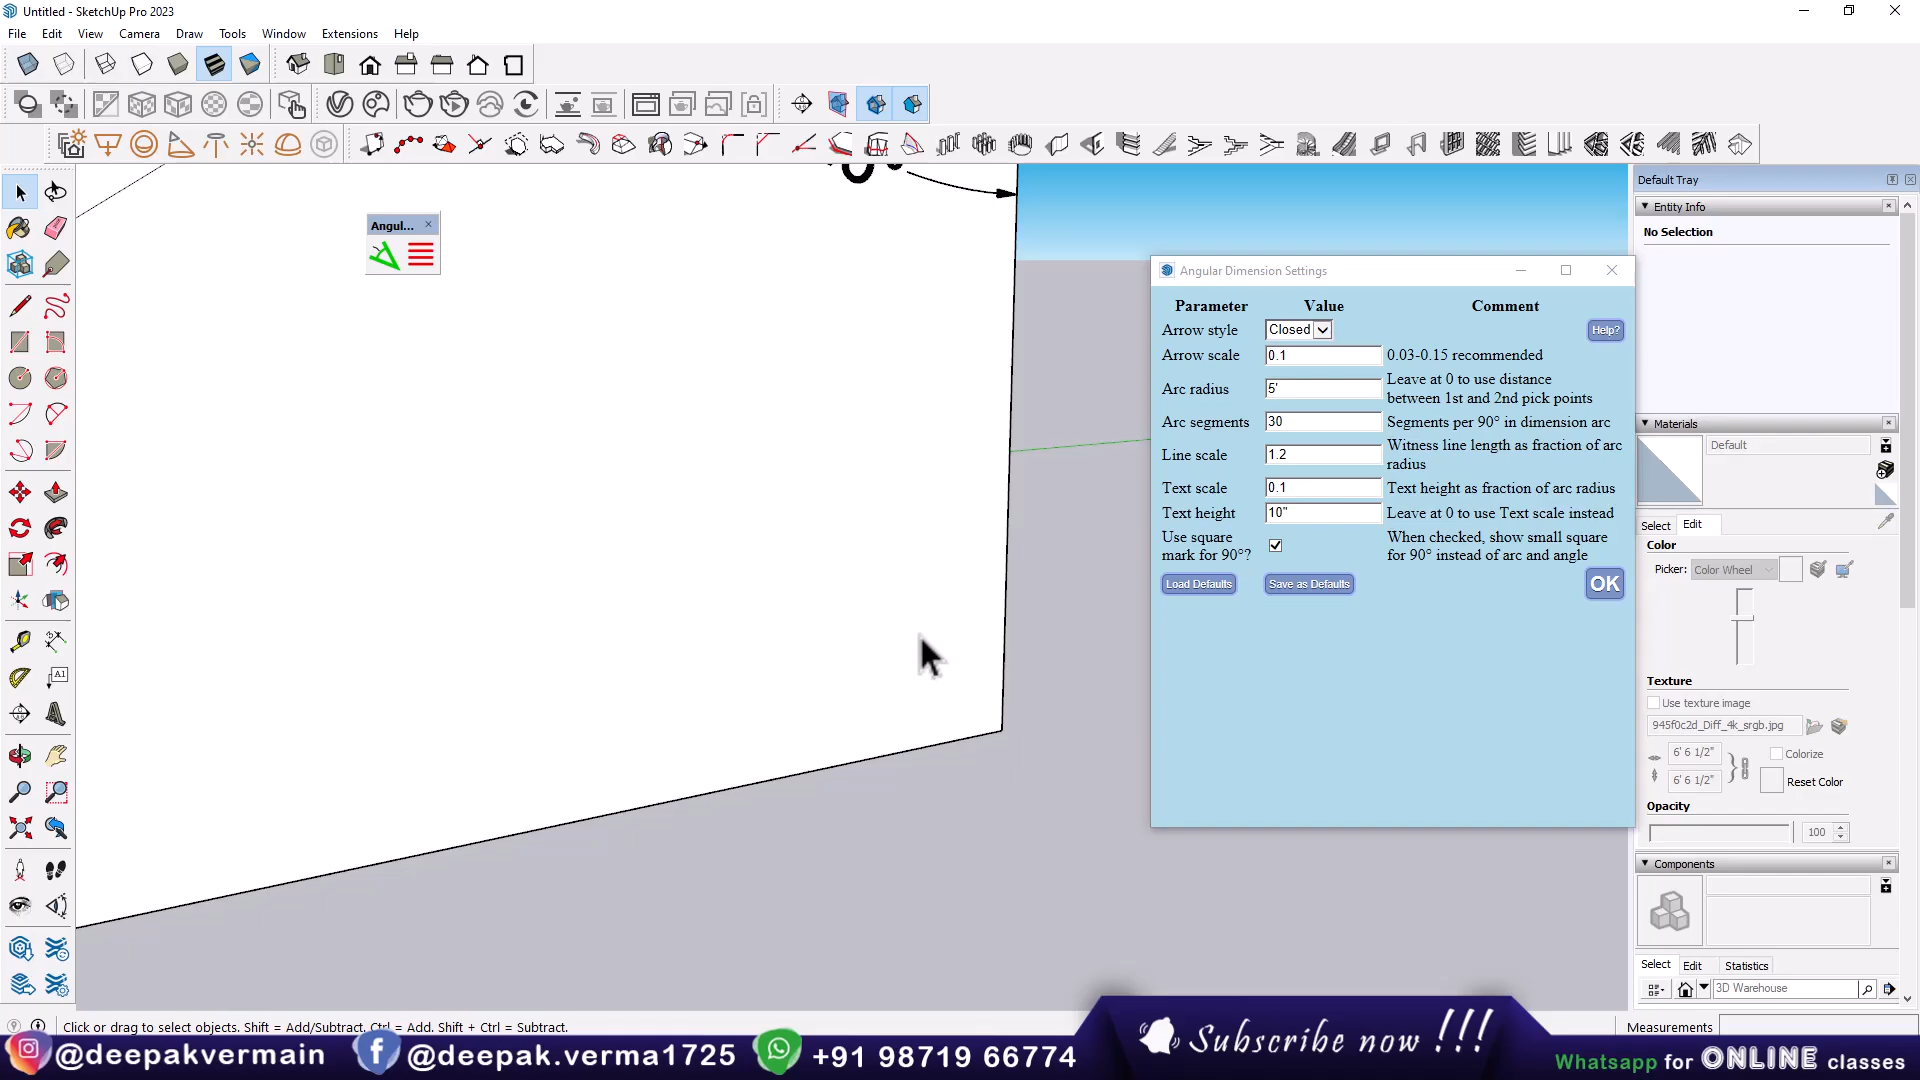 Untitled - SketchUp Pro 2023
File Edit View Camera Draw Tools Window Extensions Help
Angul...
Angular Dimension Settings
Parameter Value Comment
Arrow style Closed Help?
Arrow scale 0.1 0.03-0.15 recommended
Arc radius 5' Leave at 0 to use distance
between 1st and 2nd pick points
Arc segments 30 Segments per 90° in dimension arc
Line scale 1.2 Witness line length as fraction of arc
radius
Text scale 0.1 Text height as fraction of arc radius
Text height 10" Leave at 0 to use Text scale instead
Use square
mark for 90°?
When checked, show small square
for 90° instead of arc and angle
Load Defaults Save as Defaults OK
Default Tray
Entity Info
No Selection
Materials
Default
Select Edit
Color
Picker: Color Wheel
Texture
Use texture image
945f0c2d_Diff_4k_srgb.jpg
6' 6 1/2" Colorize
6' 6 1/2" Reset Color
Opacity
100
Components
Select Edit Statistics
3D Warehouse
A1
Click or drag to select objects. Shift = Add/Subtract. Ctrl = Add. Shift + Ctrl = Subtract.
Measurements
@deepakvermain @deepak.verma1725 +91 98719 66774
Subscribe now !!!
Whatsapp for ONLINE classes